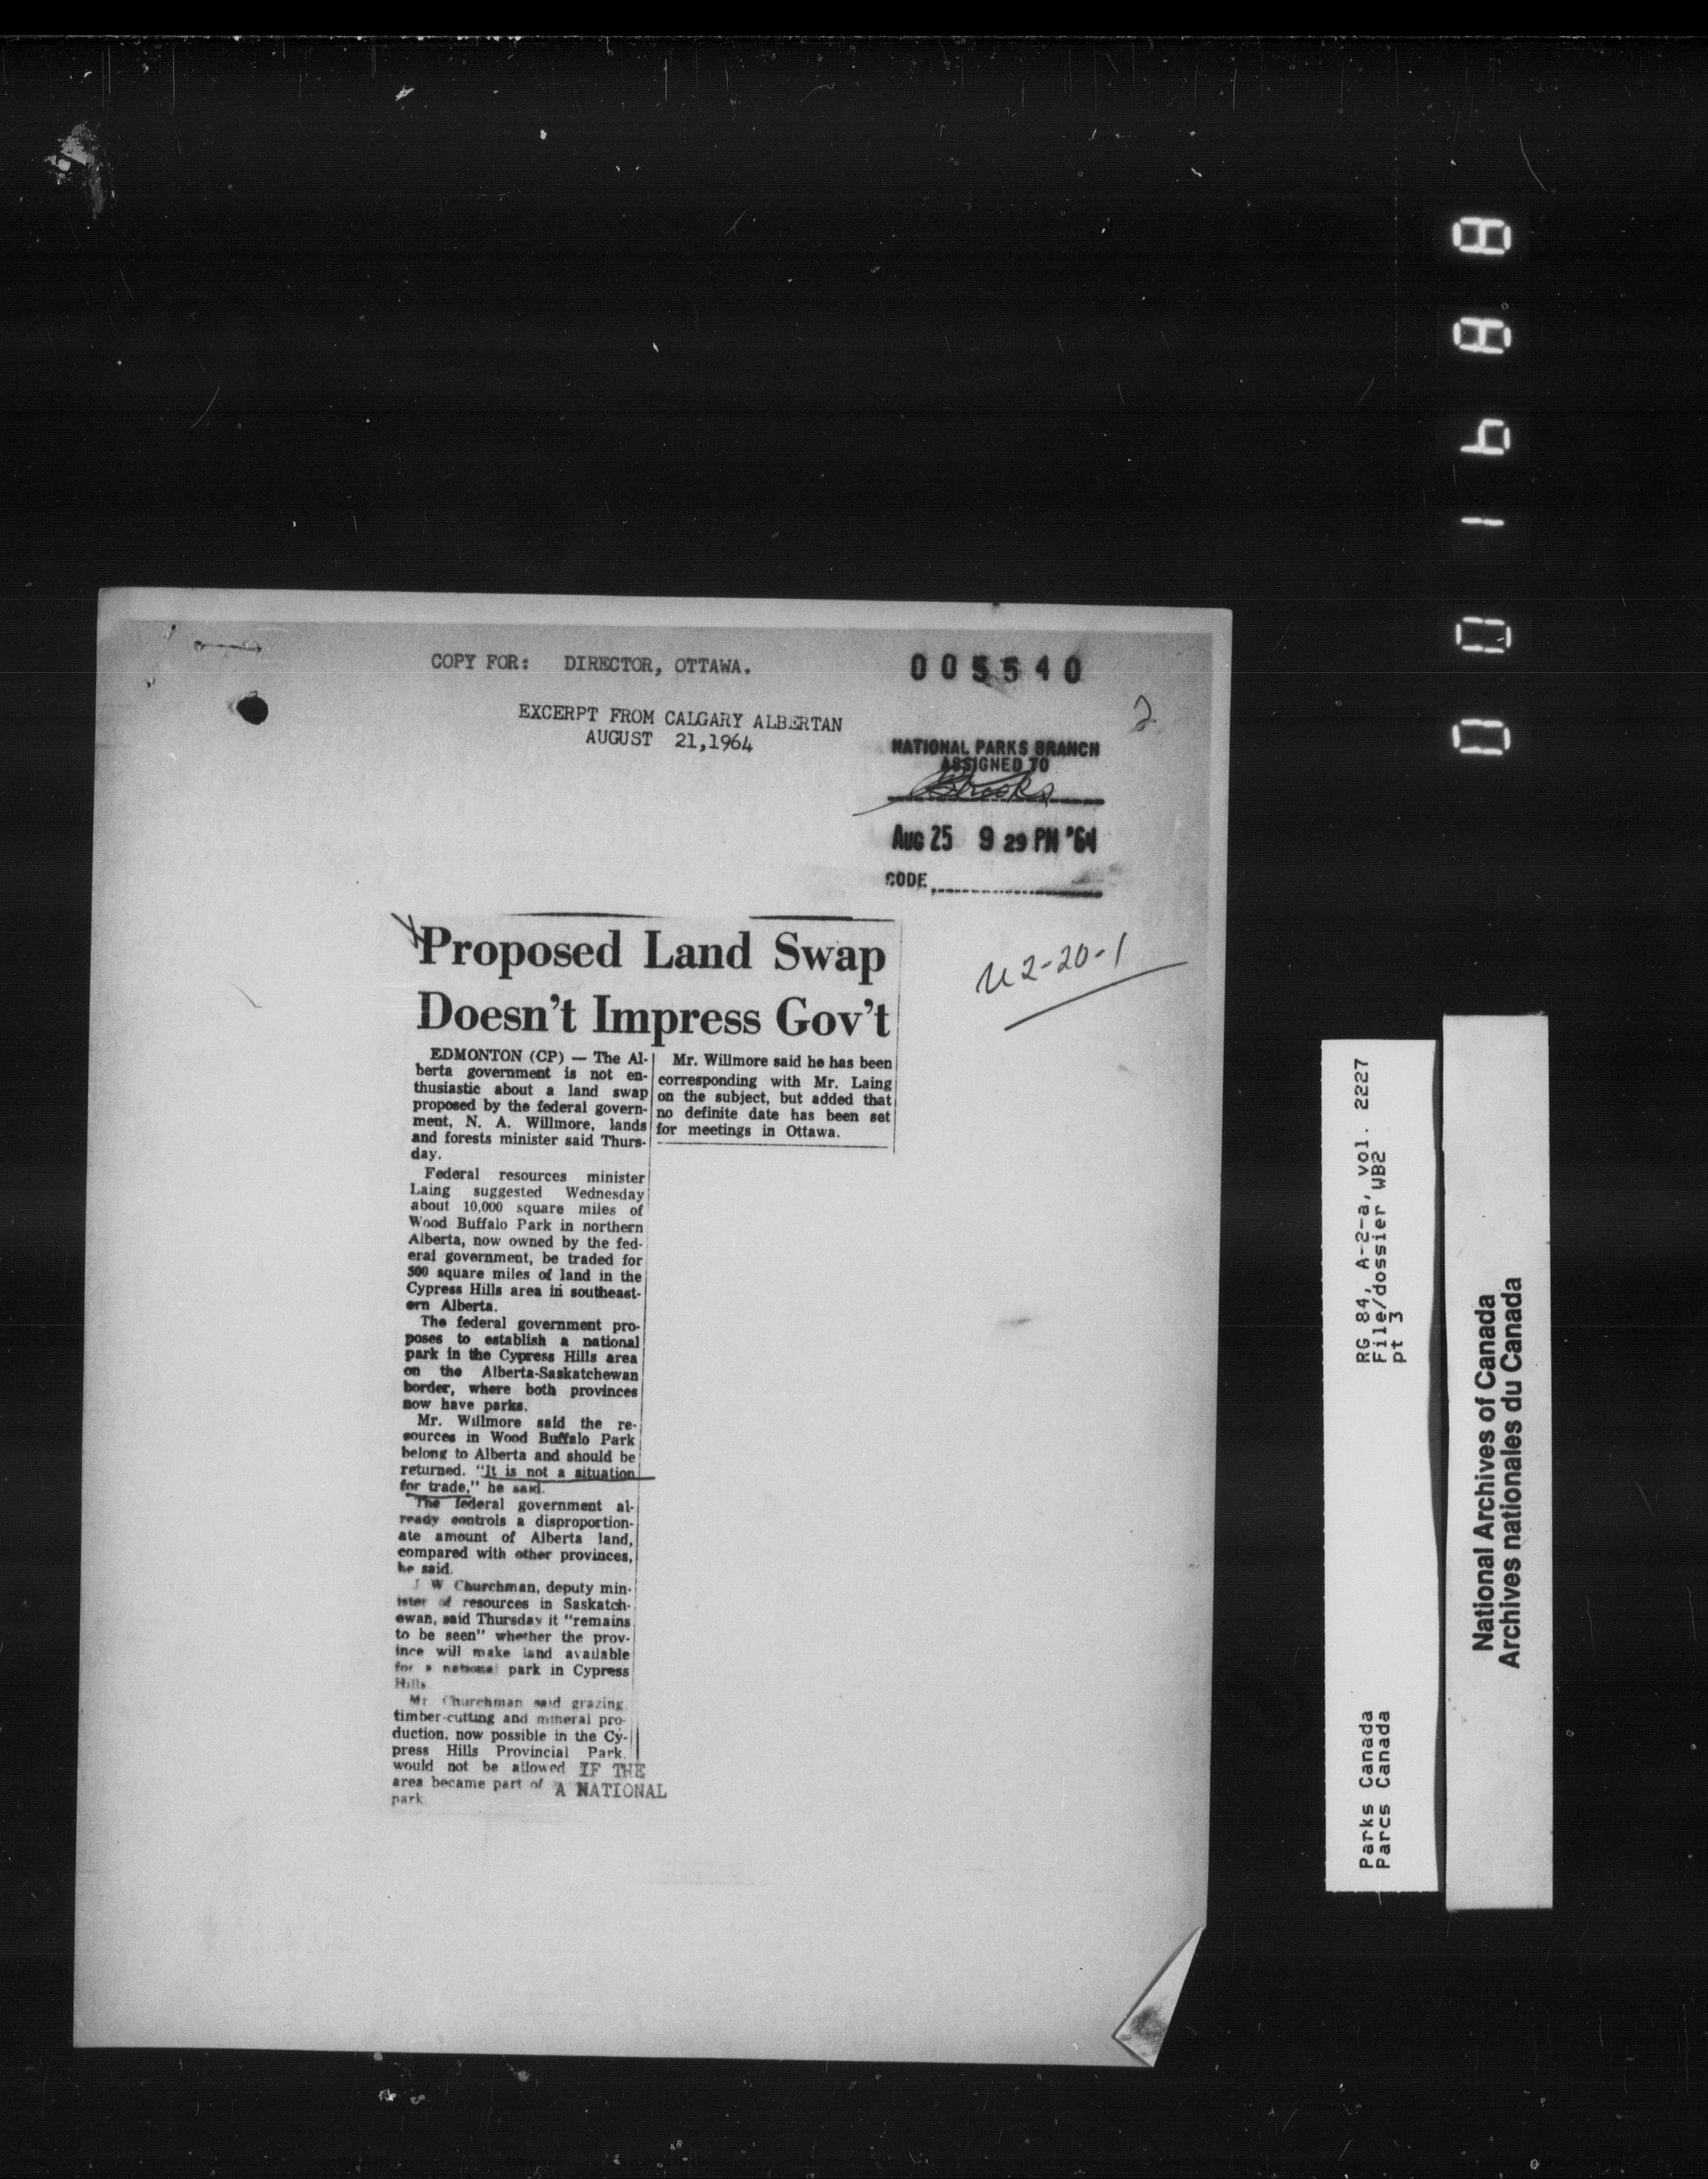 COPY FOR: DIRECTOR, OTTAWA.
005540
2
EXCERPT FROM CALGARY ALBERTAN
AUGUST 21,1964
NATIONAL PARKS BRANCH
ASSIGNED TO
Brooks
AUG 25 9 29 PM '64
CODE
U2-20-1
Proposed Land Swap
Doesn't Impress Gov't
EDMONTON (CP) — The Al-
berta government is not en-
thusiastic about a land swap
proposed by the federal govern-
ment, N. A. Willmore, lands
and forests minister said Thurs-
day.
Federal resources minister
Laing suggested Wednesday
about 10,000 square miles of
Wood Buffalo Park in northern
Alberta, now owned by the fed-
eral government, be traded for
500 square miles of land in the
Cypress Hills area in southeast-
ern Alberta.
The federal government pro-
poses to establish a national
park in the Cypress Hills area
on the Alberta-Saskatchewan
border, where both provinces
now have parks.
Mr. Willmore said the re-
sources in Wood Buffalo Park
belong to Alberta and should be
returned. "It is not a situation
for trade," he said.
The federal government al-
ready controls a disproportion-
ate amount of Alberta land,
compared with other provinces,
he said.
J W Churchman, deputy min-
ister of resources in Saskatch-
ewan, said Thursday it "remains
to be seen" whether the prov-
ince will make land available
for a national park in Cypress
Hills
Mr Churchman said grazing,
timber-cutting and mineral pro-
duction, now possible in the Cy-
press Hills Provincial Park,
would not be allowed IF THE
area became part of A NATIONAL
park
Mr. Willmore said he has been
corresponding with Mr. Laing
on the subject, but added that
no definite date has been set
for meetings in Ottawa.
001688
RG 84, A-2-a, vol. 2227
File/dossier WB2
pt 3
Parks Canada
Parcs Canada
National Archives of Canada
Archives nationales du Canada